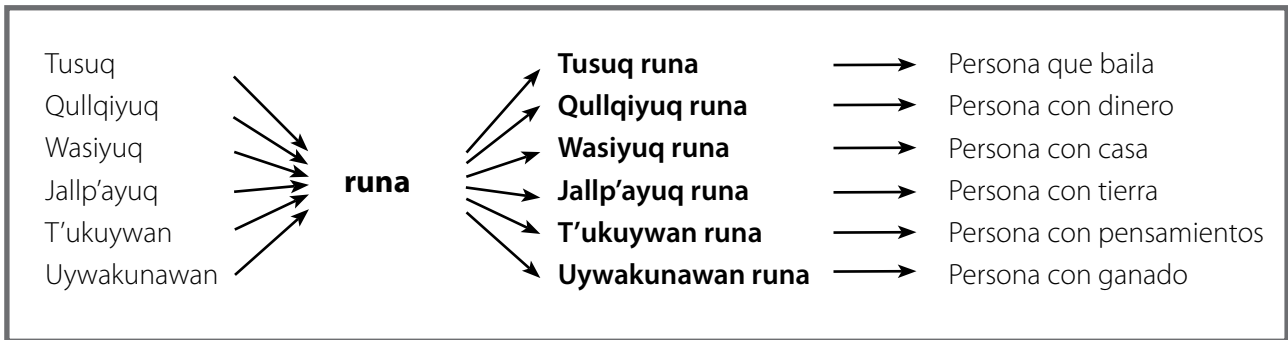 Tusuq
Qullqiyuq
Wasiyuq
Jallp’ayuq
T’ukuywan
Uywakunawan
runa
Tusuq runa
Qullqiyuq runa
Wasiyuq runa
Jallp’ayuq runa
T’ukuywan runa
Uywakunawan runa
Persona que baila
Persona con dinero
Persona con casa
Persona con tierra
Persona con pensamientos
Persona con ganado